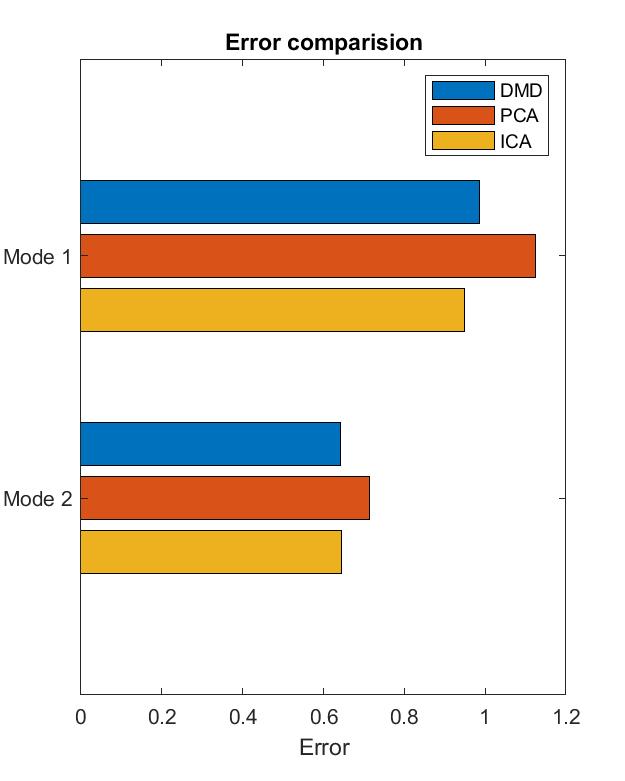 Error comparision
DMD
PCA
ICA
Mode 1
Mode 2
0 0.2 0.4 0.6 0.8 1 1.2
Error